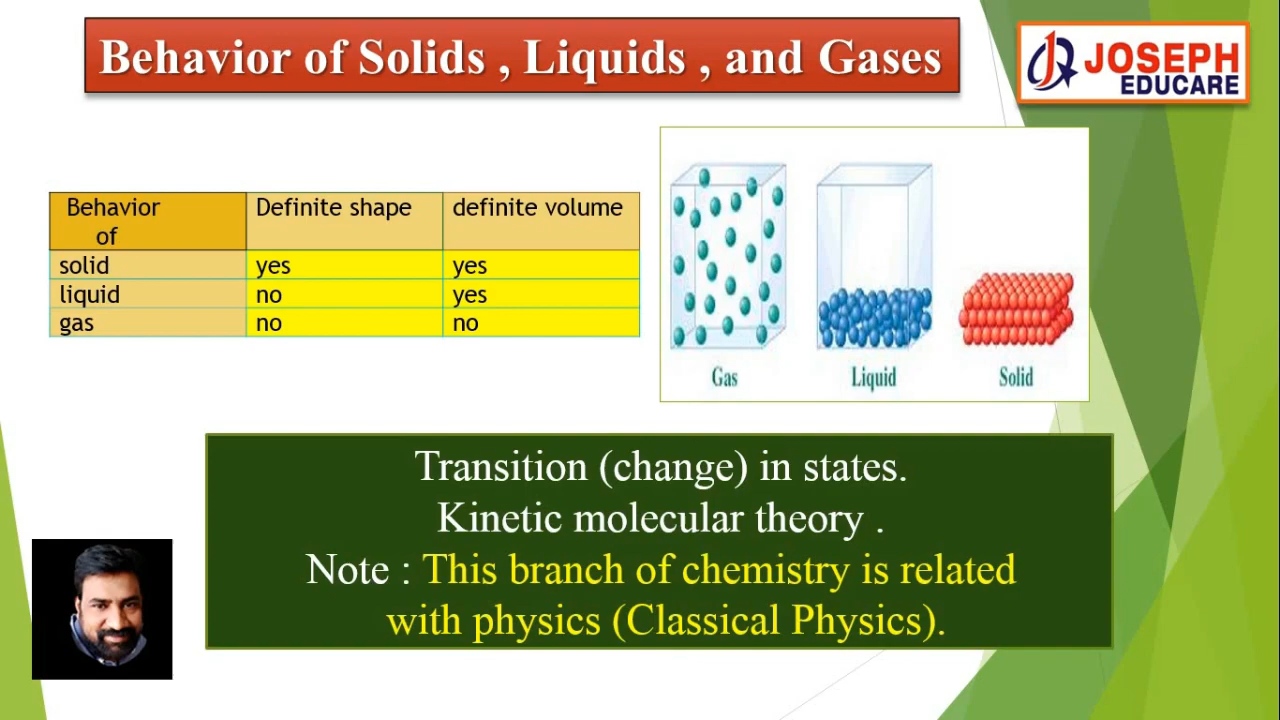 Behavior of Solids , Liquids , and Gases
JOSEPH
EDUCARE
Behavior Definite shape definite volume
of
solid yes yes
liquid no yes
gas no no
Gas Liquid Solid
Transition (change) in states.
Kinetic molecular theory .
Note : This branch of chemistry is related
with physics (Classical Physics).